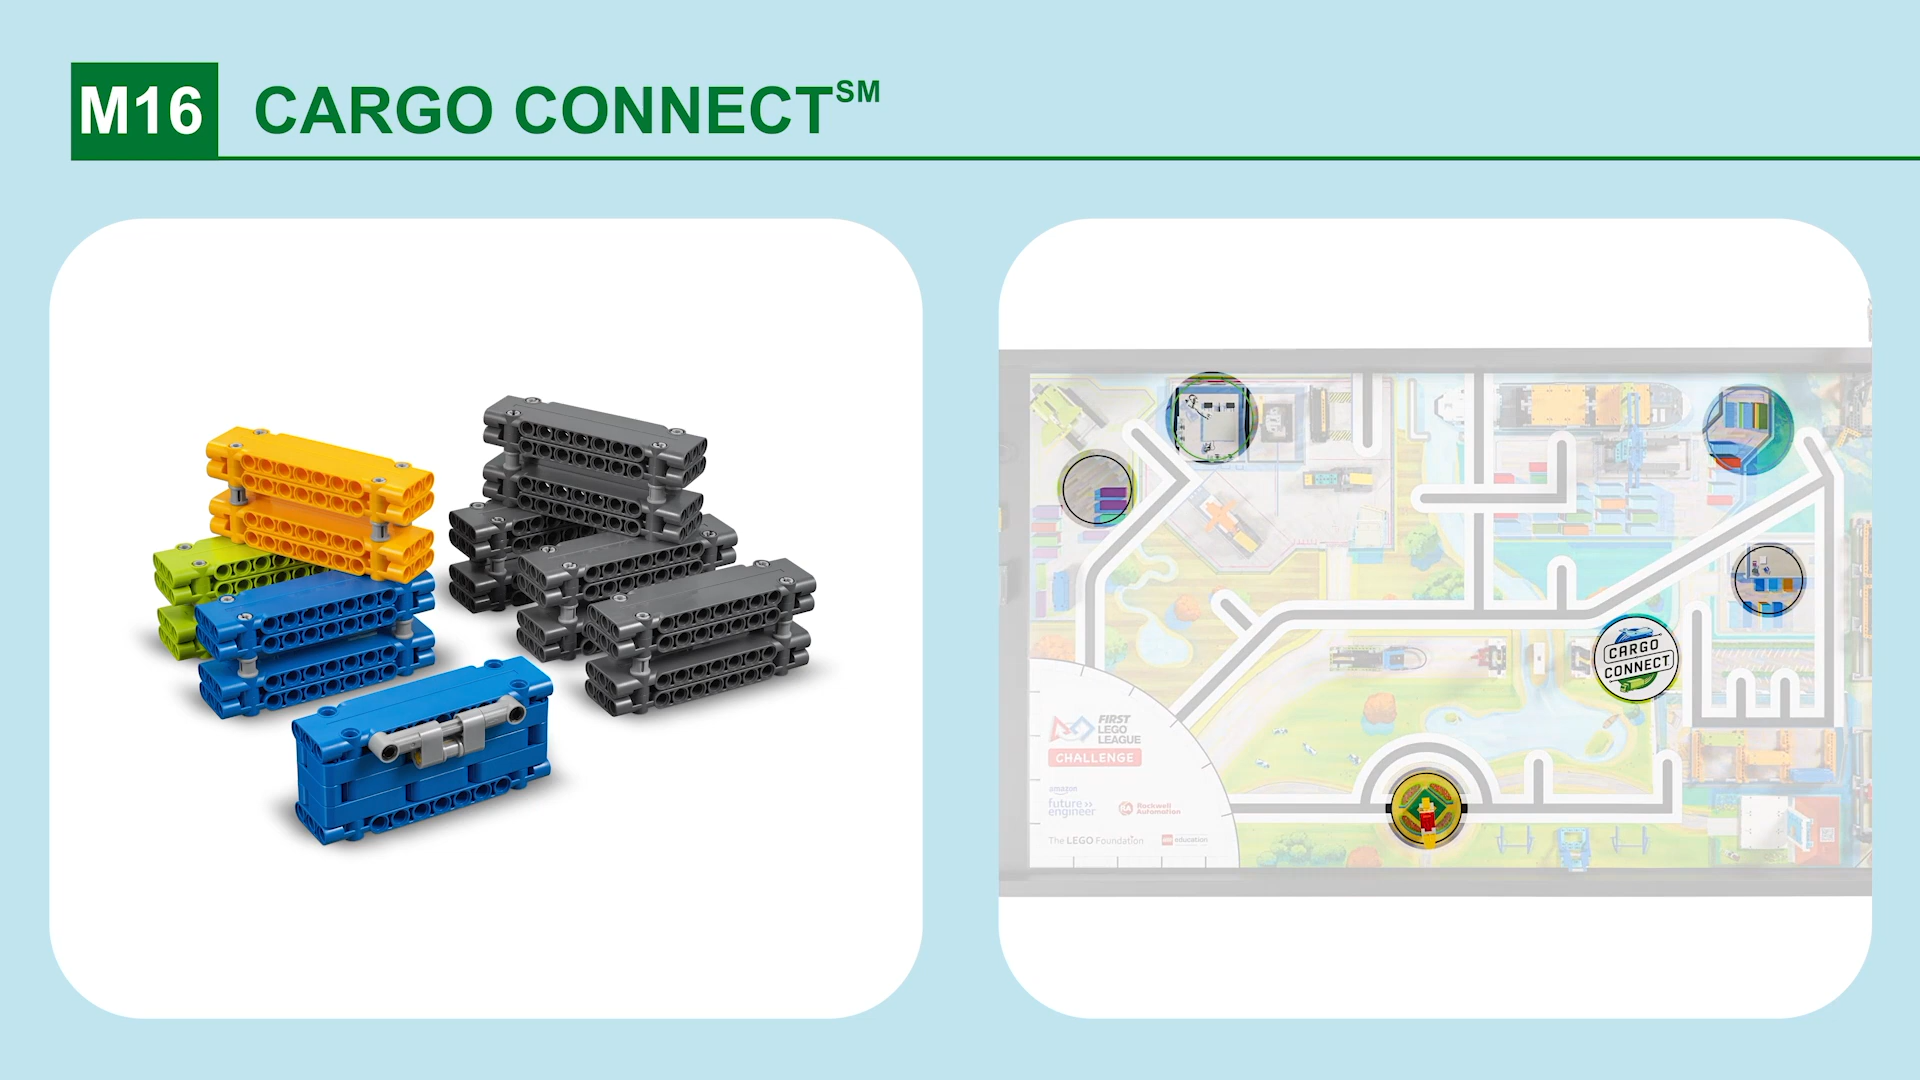 M16 CARGO CONNECT℠
CARGO
CONNECT
FIRST
LEGO
LEAGUE
CHALLENGE
amazon
future
engineer
Rockwell
Automation
The LEGO Foundation
education